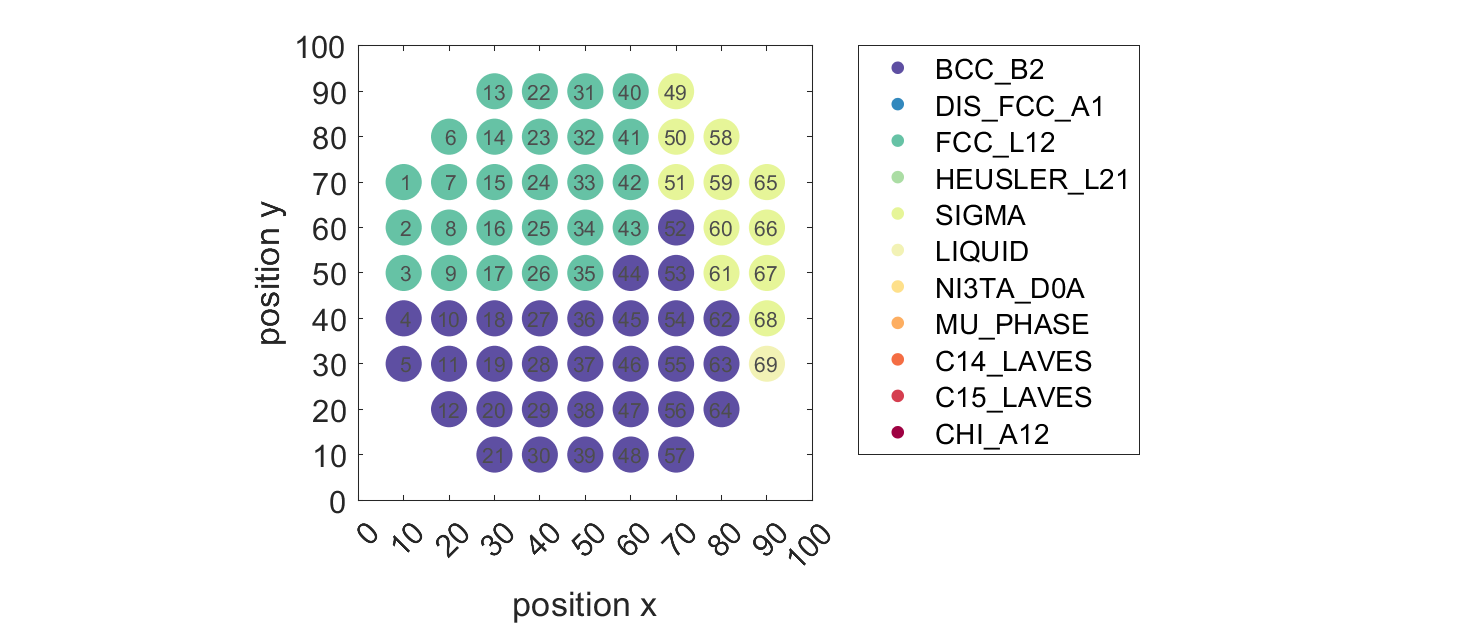 100
90
80
70
60
50
40
30
20
10
0
position y
13 22 31 40 49
6 14 23 32 41 50 58
1 7 15 24 33 42 51 59 65
2 8 16 25 34 43 52 60 66
3 9 17 26 35 44 53 61 67
4 10 18 27 36 45 54 62 68
5 11 19 28 37 46 55 63 69
12 20 29 38 47 56 64
21 30 39 48 57
0 10 20 30 40 50 60 70 80 90 100
position x
BCC_B2
DIS_FCC_A1
FCC_L12
HEUSLER_L21
SIGMA
LIQUID
NI3TA_D0A
MU_PHASE
C14_LAVES
C15_LAVES
CHI_A12